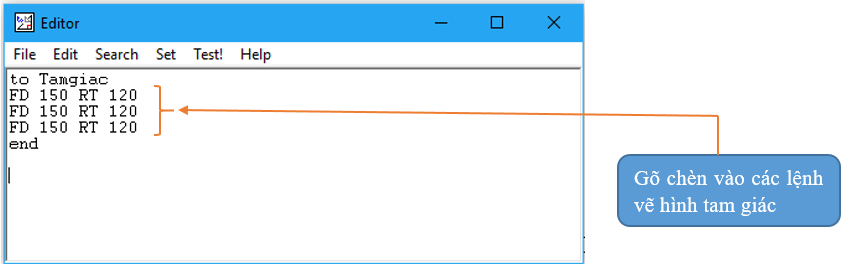 Editor
File Edit Search Set Test! Help
to Tamgiac
FD 150 RT 120
FD 150 RT 120
FD 150 RT 120
end
Gõ chèn vào các lệnh
vẽ hình tam giác